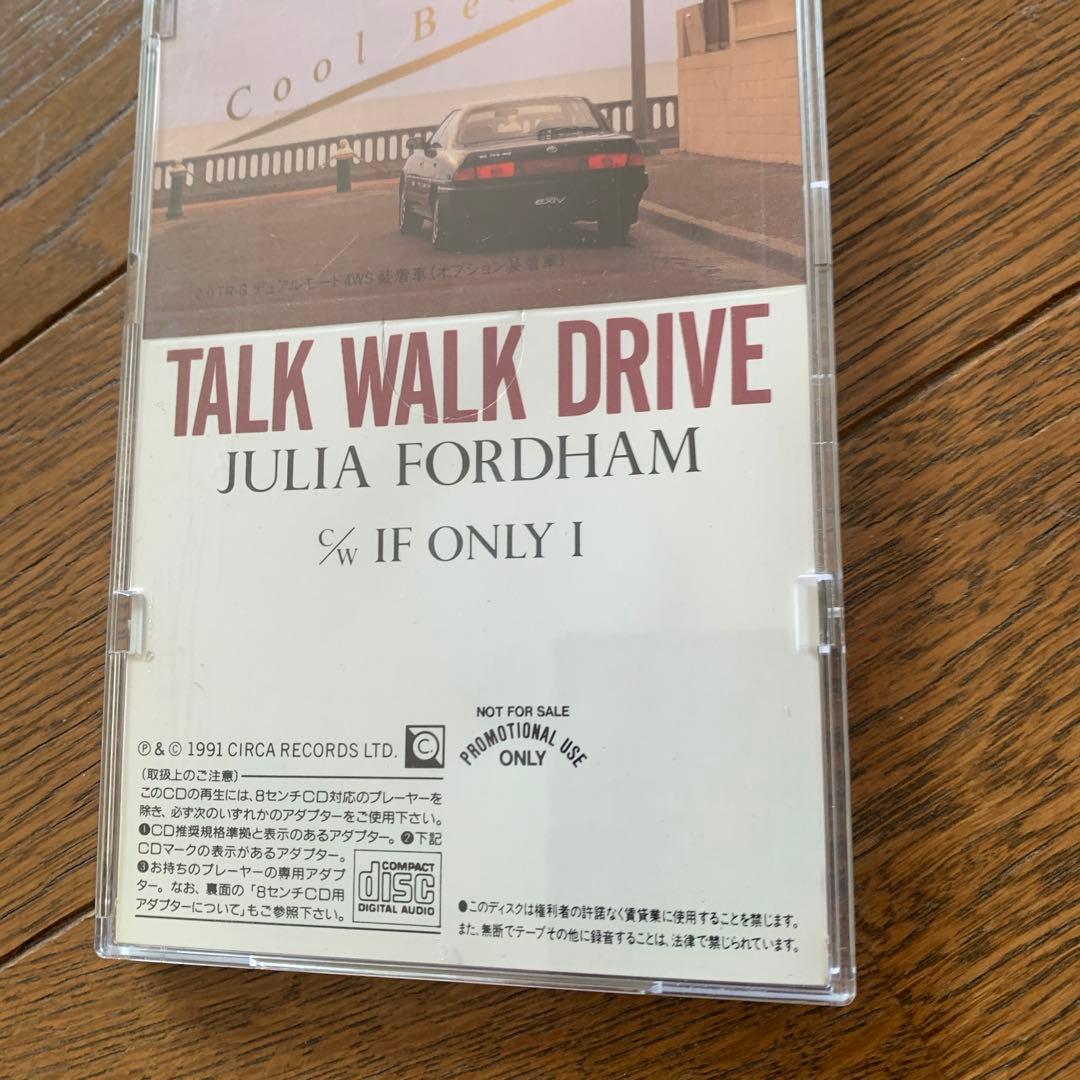 Cool Be
EXiV
2.0TR-G デュアルモード4WS 装着車(オプション装着車)
TALK WALK DRIVE
JULIA FORDHAM
C/W IF ONLY I
NOT FOR SALE
PROMOTIONAL USE
ONLY
℗ & © 1991 CIRCA RECORDS LTD.
(取扱上のご注意)
このCDの再生には、8センチCD対応のプレーヤーを
除き、必ず次のいずれかのアダプターをご使用下さい。
❶CD推奨規格準拠と表示のあるアダプター。❷下記
CDマークの表示があるアダプター。
❸お持ちのプレーヤーの専用アダプ
ター。なお、裏面の「8センチCD用
アダプターについて」もご参照下さい。
COMPACT
disc
DIGITAL AUDIO
●このディスクは権利者の許諾なく賃貸業に使用することを禁じます。
また、無断でテープその他に録音することは、法律で禁じられています。